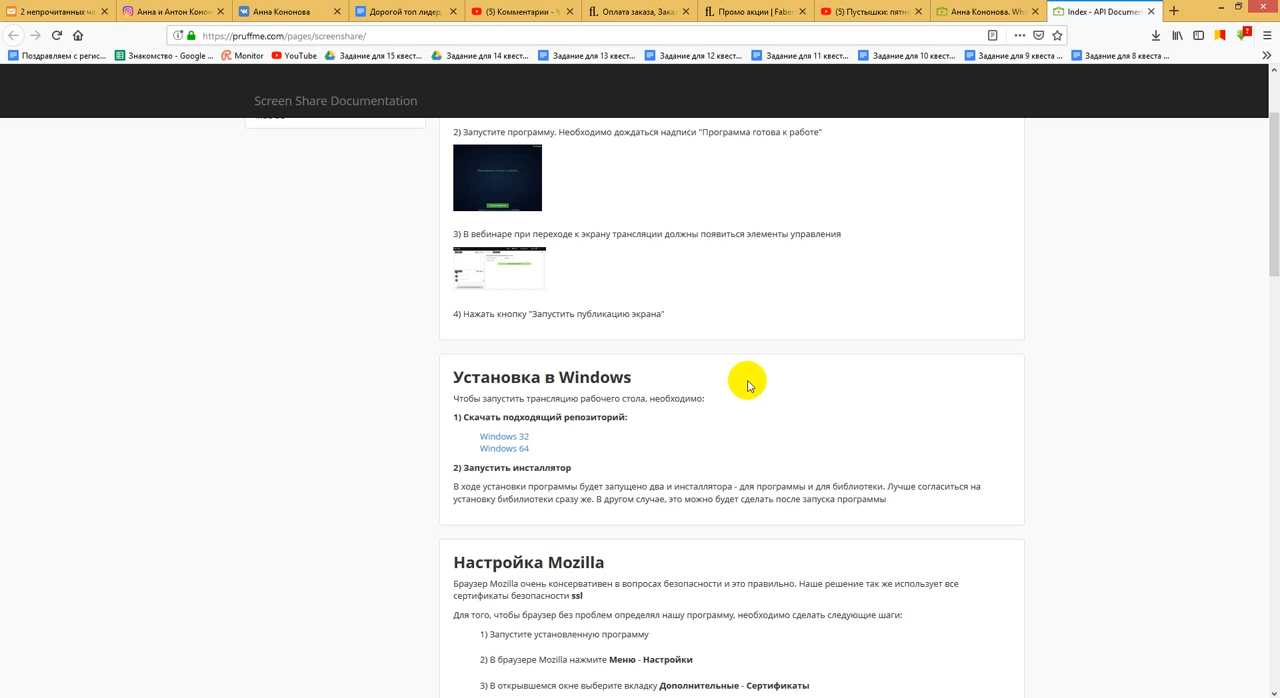 2 непрочитанных ча
Анна и Антон Конон
Анна Кононова
Дорогой топ лидер,
(5) Комментарии - Y
Оплата заказа, Зака
Промо акции | Faber
(5) Пустышки: пятно
Анна Кононова. Wha
Index - API Documen
https://pruffme.com/pages/screenshare/
Поздравляем с регис...
Знакомство - Google ...
Monitor
YouTube
Задание для 15 квест...
Задание для 14 квест...
Задание для 13 квест...
Задание для 12 квест...
Задание для 11 квест...
Задание для 10 квест...
Задание для 9 квеста ...
Задание для 8 квеста ...
Screen Share Documentation
2) Запустите программу. Необходимо дождаться надписи "Программа готова к работе"
3) В вебинаре при переходе к экрану трансляции должны появиться элементы управления
4) Нажать кнопку "Запустить публикацию экрана"
Установка в Windows
Чтобы запустить трансляцию рабочего стола, необходимо:
1) Скачать подходящий репозиторий:
Windows 32
Windows 64
2) Запустить инсталлятор
В ходе установки программы будет запущено два и инсталлятора - для программы и для библиотеки. Лучше согласиться на
установку бибилиотеки сразу же. В другом случае, это можно будет сделать после запуска программы
Настройка Mozilla
Браузер Mozilla очень консервативен в вопросах безопасности и это правильно. Наше решение так же использует все
сертификаты безопасности ssl
Для того, чтобы браузер без проблем определял нашу программу, необходимо сделать следующие шаги:
1) Запустите установленную программу
2) В браузере Mozilla нажмите Меню - Настройки
3) В открывшемся окне выберите вкладку Дополнительные - Сертификаты